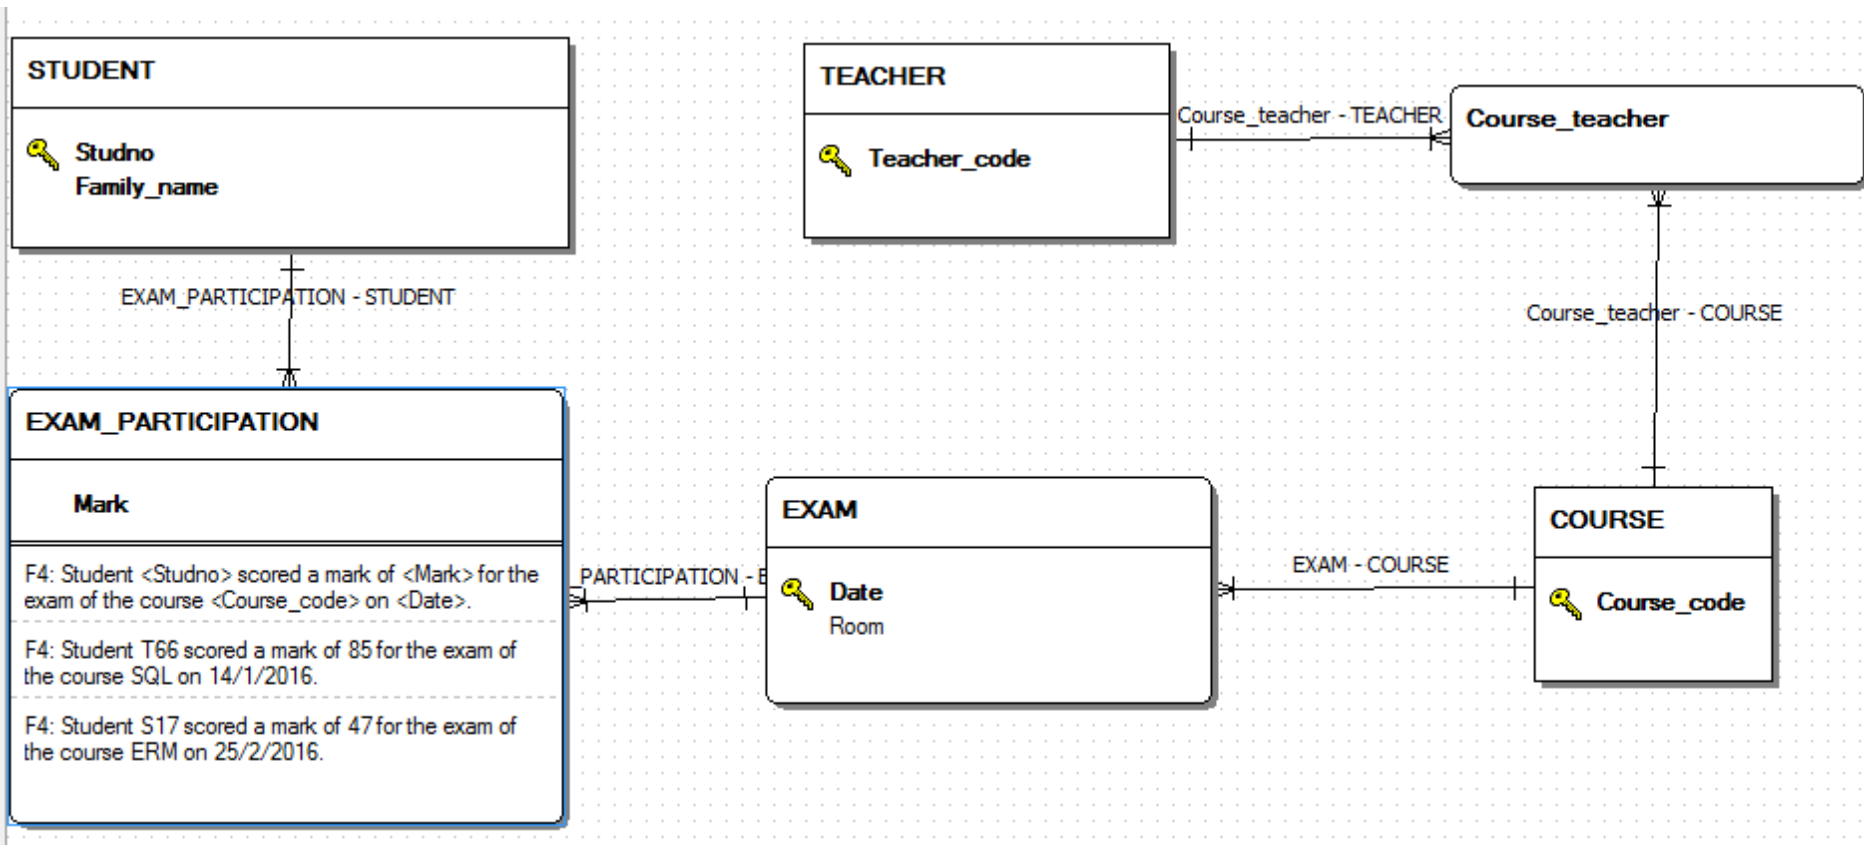 STUDENT
Studno
Family_name
EXAM_PARTICIPATION - STUDENT
EXAM_PARTICIPATION
Mark
F4: Student <Studno> scored a mark of <Mark> for the
exam of the course <Course_code> on <Date>.
F4: Student T66 scored a mark of 85 for the exam of
the course SQL on 14/1/2016.
F4: Student S17 scored a mark of 47 for the exam of
the course ERM on 25/2/2016.
_PARTICIPATION - E
EXAM
Date
Room
EXAM - COURSE
COURSE
Course_code
Course_teacher - COURSE
TEACHER
Teacher_code
Course_teacher - TEACHER
Course_teacher